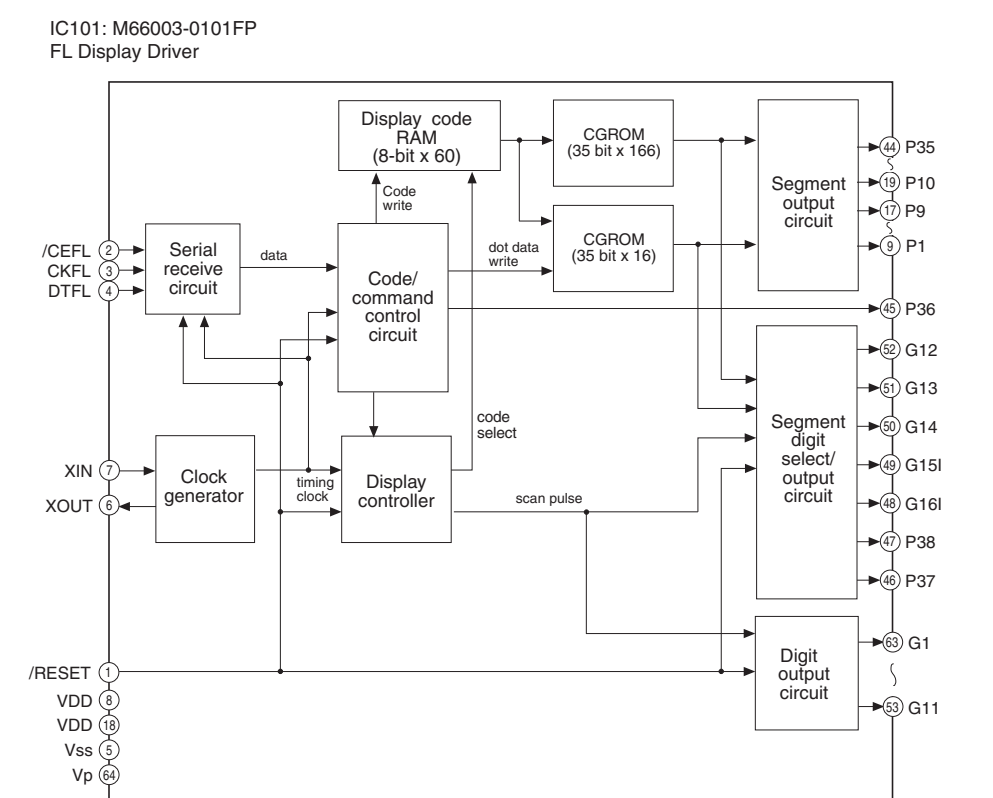 IC101: M66003-0101FP
FL Display Driver
Display code
RAM
(8-bit x 60)
CGROM
(35 bit x 166)
Segment
output
circuit
44 P35
19 P10
17 P9
9 P1
Code
write
/CEFL 2
CKFL 3
DTFL 4
Serial
receive
circuit
data
Code/
command
control
circuit
dot data
write
CGROM
(35 bit x 16)
45 P36
52 G12
51 G13
50 G14
49 G15I
48 G16I
47 P38
46 P37
Segment
digit
select/
output
circuit
code
select
XIN 7
XOUT 6
Clock
generator
timing
clock
Display
controller
scan pulse
/RESET 1
VDD 8
VDD 18
Vss 5
Vp 64
Digit
output
circuit
63 G1
53 G11